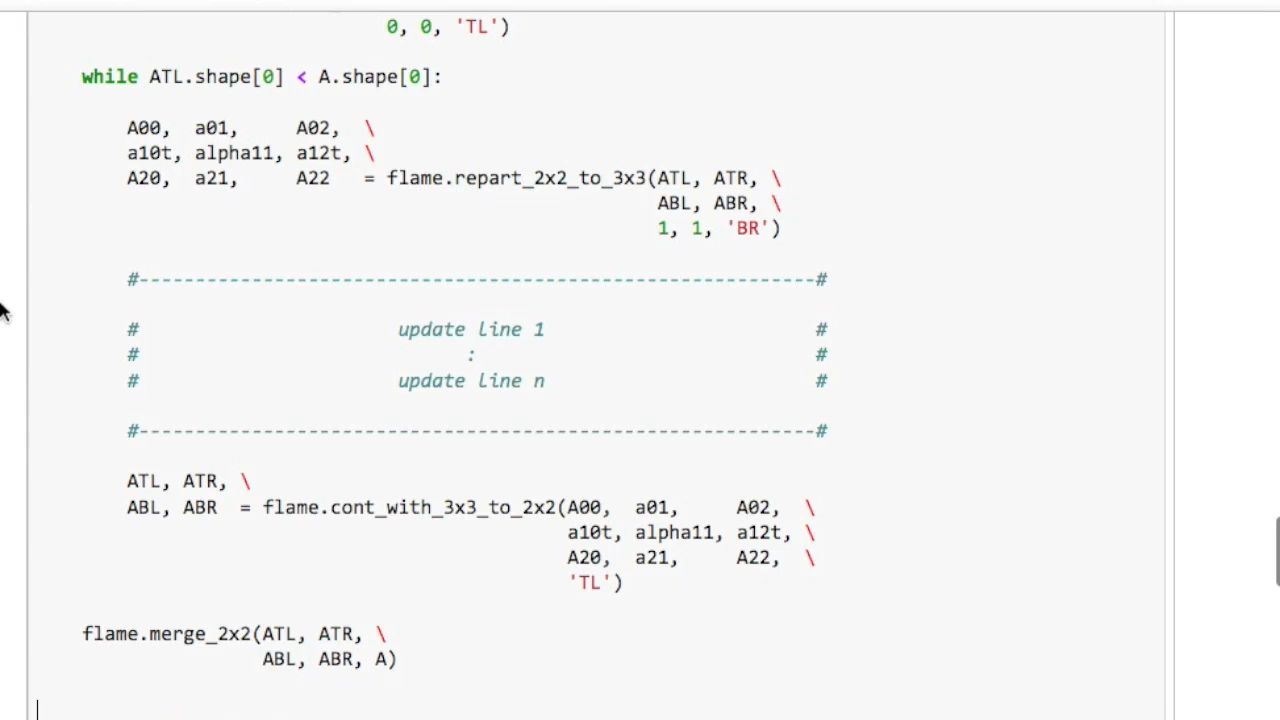 0, 0, 'TL')
while ATL.shape[0] < A.shape[0]:
A00, a01, A02, \
a10t, alpha11, a12t, \
A20, a21, A22 = flame.repart_2x2_to_3x3(ATL, ATR, \
ABL, ABR, \
1, 1, 'BR')
#------------------------------------------------------------#
# update line 1 #
# : #
# update line n #
#------------------------------------------------------------#
ATL, ATR, \
ABL, ABR = flame.cont_with_3x3_to_2x2(A00, a01, A02, \
a10t, alpha11, a12t, \
A20, a21, A22, \
'TL')
flame.merge_2x2(ATL, ATR, \
ABL, ABR, A)